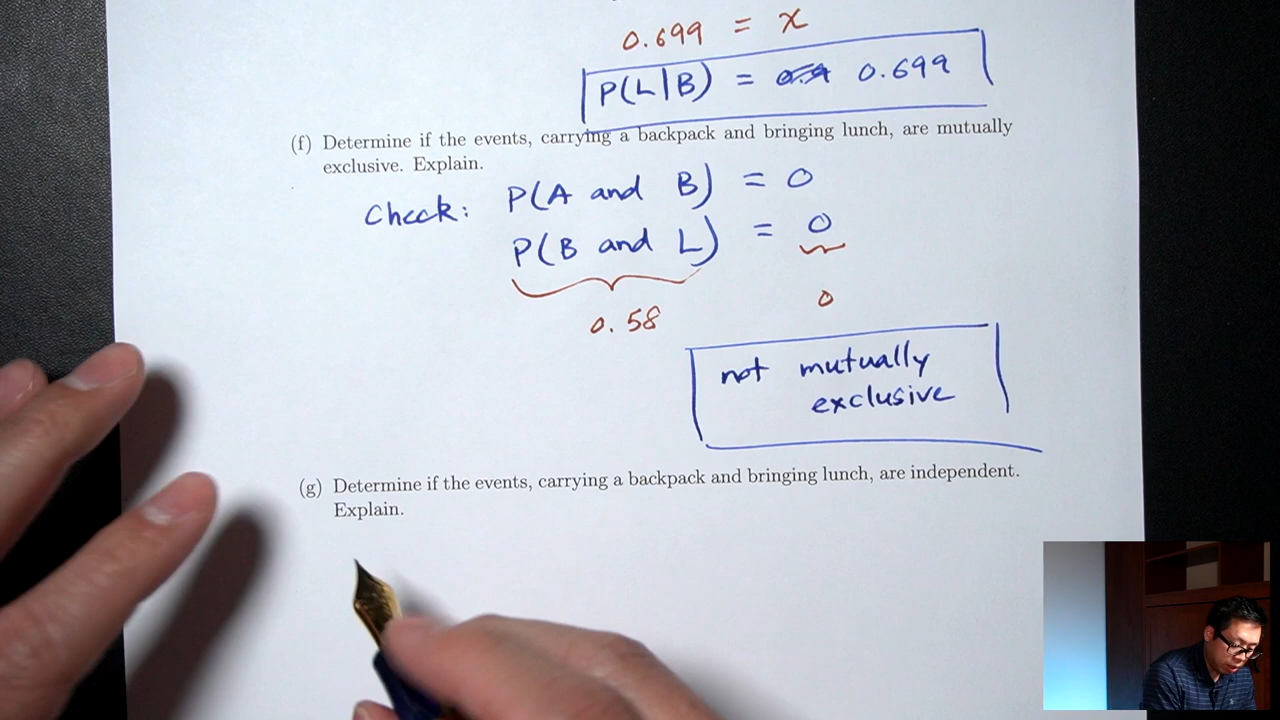 0.699 = x
P(L|B) = 0.699
(f) Determine if the events, carrying a backpack and bringing lunch, are mutually
exclusive. Explain.
Check: P(A and B) = 0
P(B and L) = 0
0.58 0
not mutually
exclusive
(g) Determine if the events, carrying a backpack and bringing lunch, are independent.
Explain.